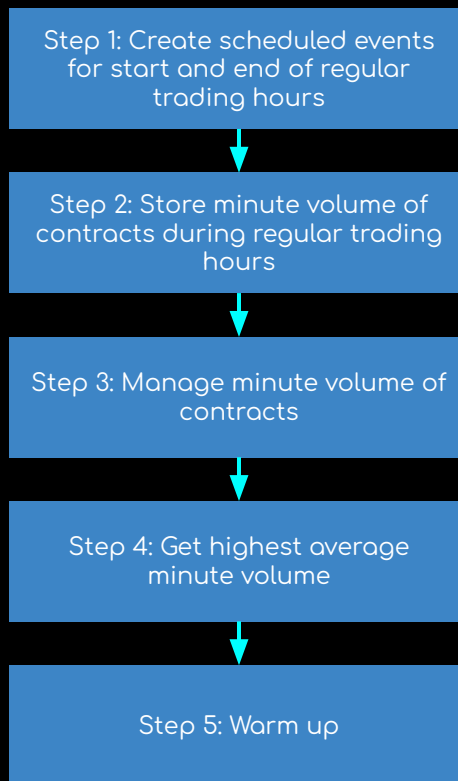 Step 1: Create scheduled events
for start and end of regular
trading hours
Step 2: Store minute volume of
contracts during regular trading
hours
Step 3: Manage minute volume of
contracts
Step 4: Get highest average
minute volume
Step 5: Warm up